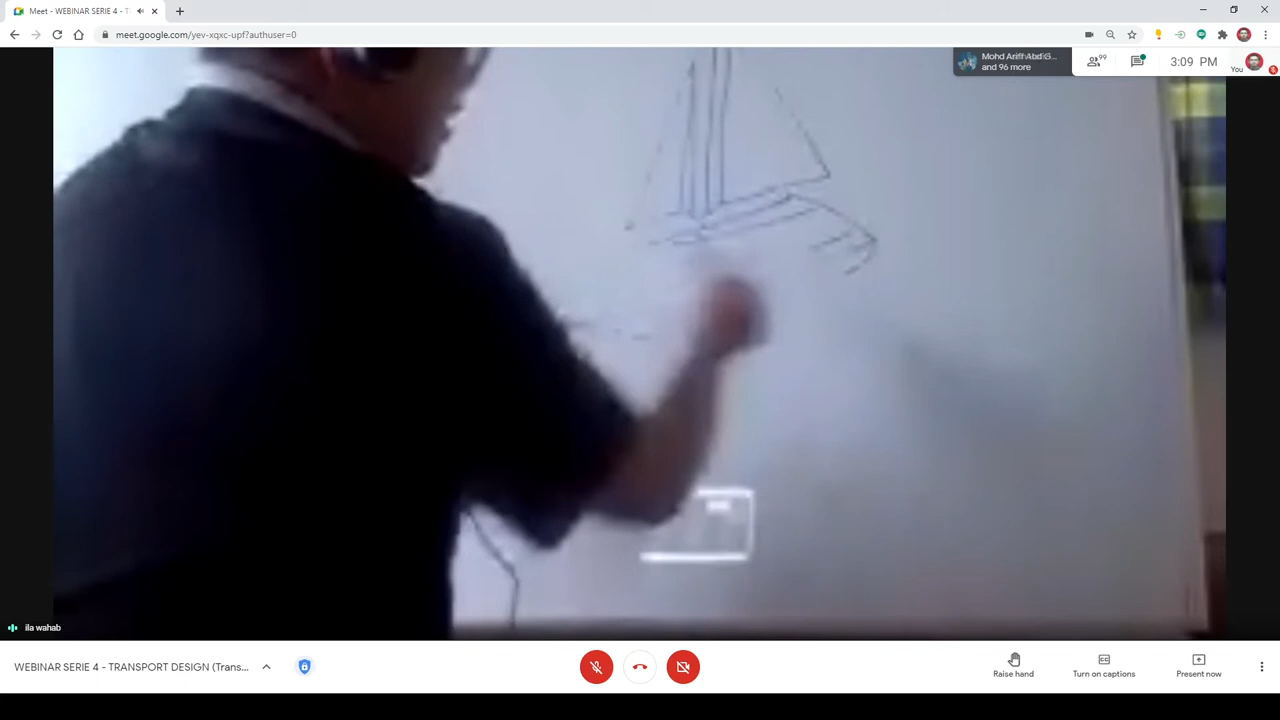 Meet - WEBINAR SERIE 4 - T
meet.google.com/yev-xqxc-upf?authuser=0
and 96 more
99
3:09 PM
You
ila wahab
WEBINAR SERIE 4 - TRANSPORT DESIGN (Trans...
Raise hand
Turn on captions
Present now